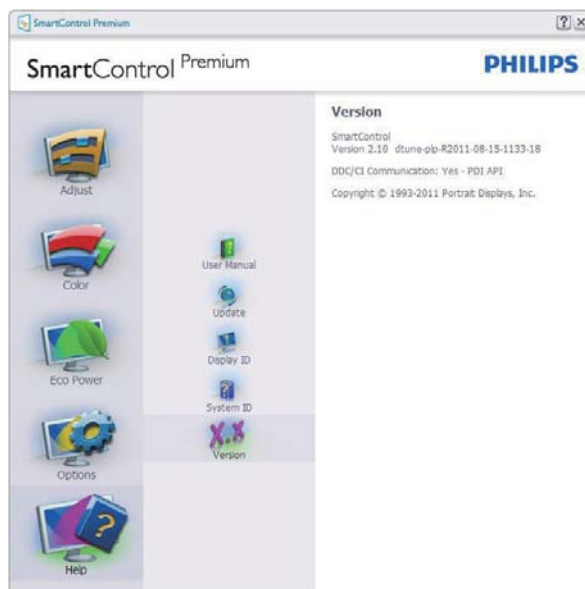 SmartControl Premium
SmartControl Premium
PHILIPS
Adjust
Color
Eco Power
Options
Help
User Manual
Update
Display ID
System ID
Version
Version
SmartControl
Version 2.10 dtune-plp-R2011-08-15-1133-18
DDC/CI Communication: Yes - PDI API
Copyright © 1993-2011 Portrait Displays, Inc.